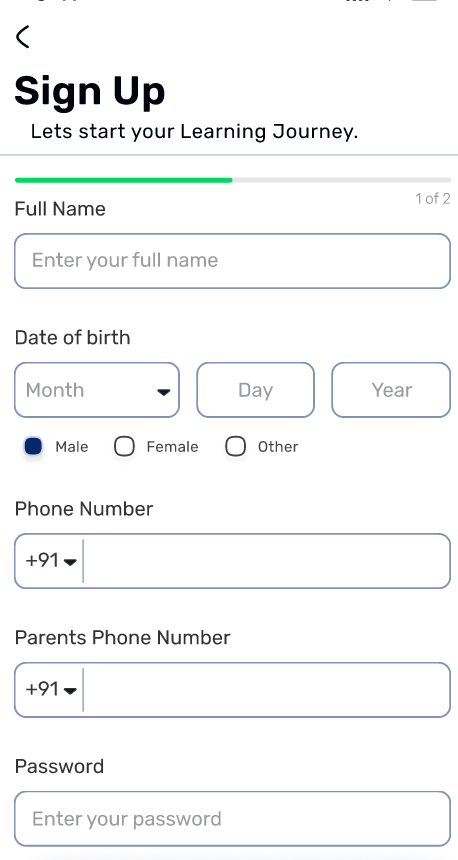 Sign Up
Lets start your Learning Journey.
1 of 2
Full Name
Enter your full name
Date of birth
Month Day Year
Male Female Other
Phone Number
+91
Parents Phone Number
+91
Password
Enter your password